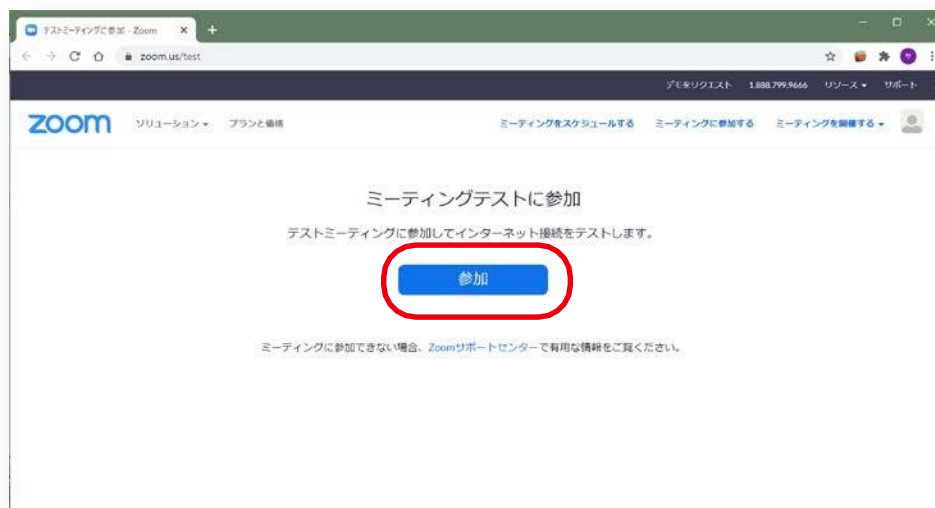 テストミーティングに参加 - Zoom
zoom.us/test
デモをリクエスト 1.888.799.9666 リソース サポート
zoom ソリューション プランと価格 ミーティングをスケジュールする ミーティングに参加する ミーティングを開催する
ミーティングテストに参加
テストミーティングに参加してインターネット接続をテストします。
参加
ミーティングに参加できない場合、Zoomサポートセンターで有用な情報をご覧ください。